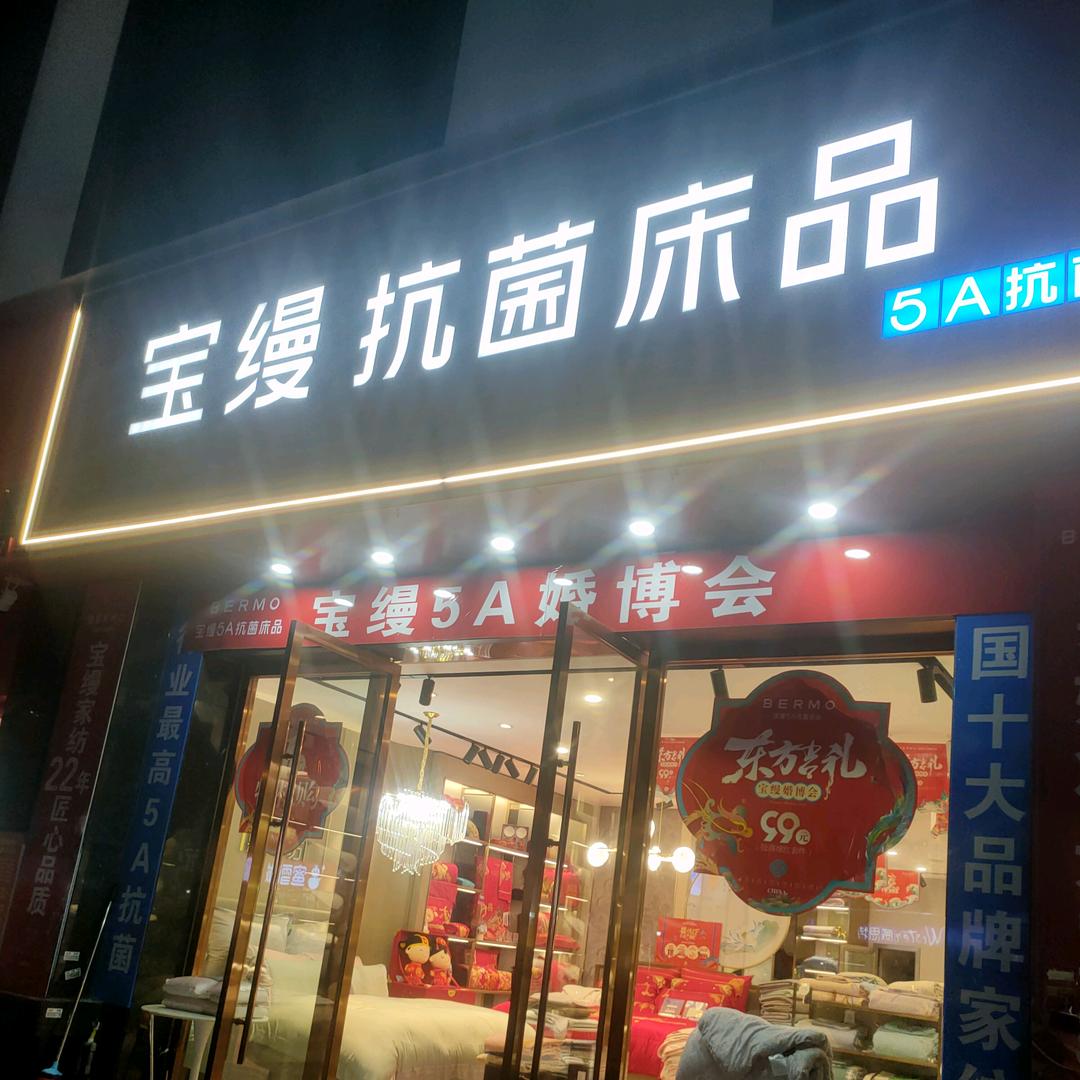 宝缦 抗菌床品
5A抗菌
BERMO
宝缦5A抗菌床品
宝缦5A婚博会
宝缦家纺22年匠心品质
业最高5A抗菌
BERMO
东方喜礼
宝缦婚博会
99元
国十大品牌家纺